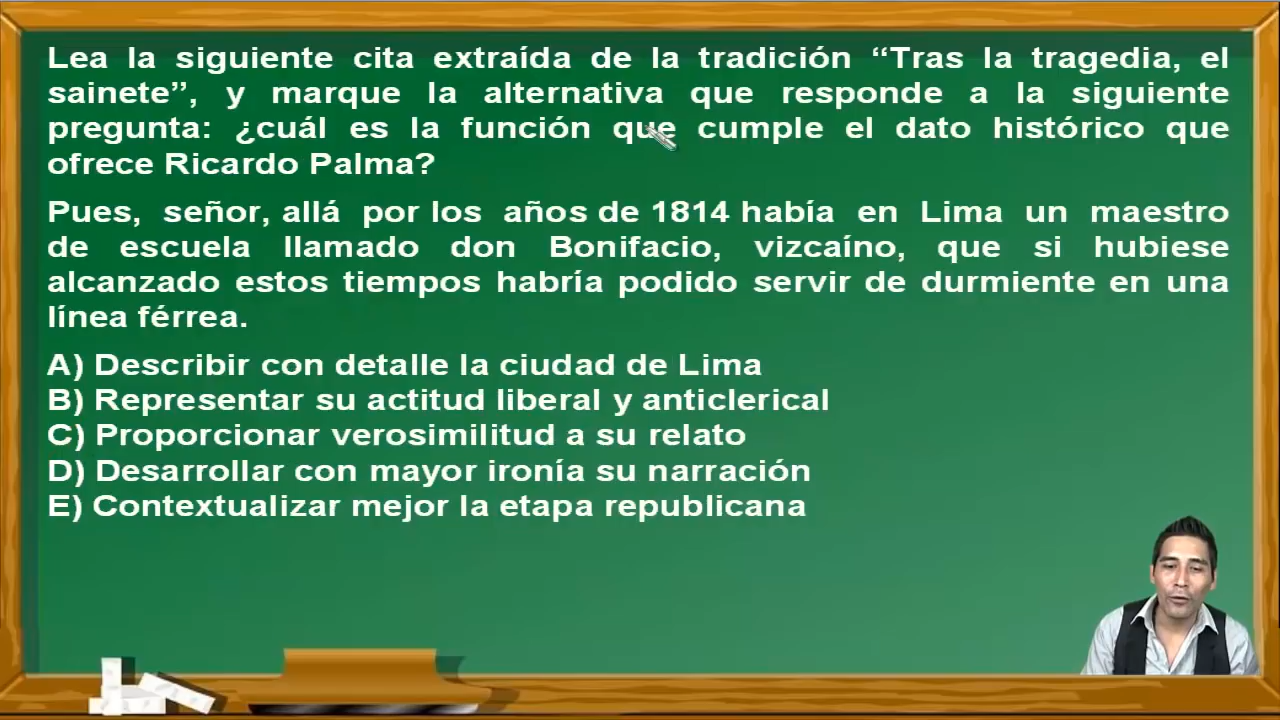 Lea la siguiente cita extraída de la tradición “Tras la tragedia, el
sainete”, y marque la alternativa que responde a la siguiente
pregunta: ¿cuál es la función que cumple el dato histórico que
ofrece Ricardo Palma?
Pues, señor, allá por los años de 1814 había en Lima un maestro
de escuela llamado don Bonifacio, vizcaíno, que si hubiese
alcanzado estos tiempos habría podido servir de durmiente en una
línea férrea.
A) Describir con detalle la ciudad de Lima
B) Representar su actitud liberal y anticlerical
C) Proporcionar verosimilitud a su relato
D) Desarrollar con mayor ironía su narración
E) Contextualizar mejor la etapa republicana